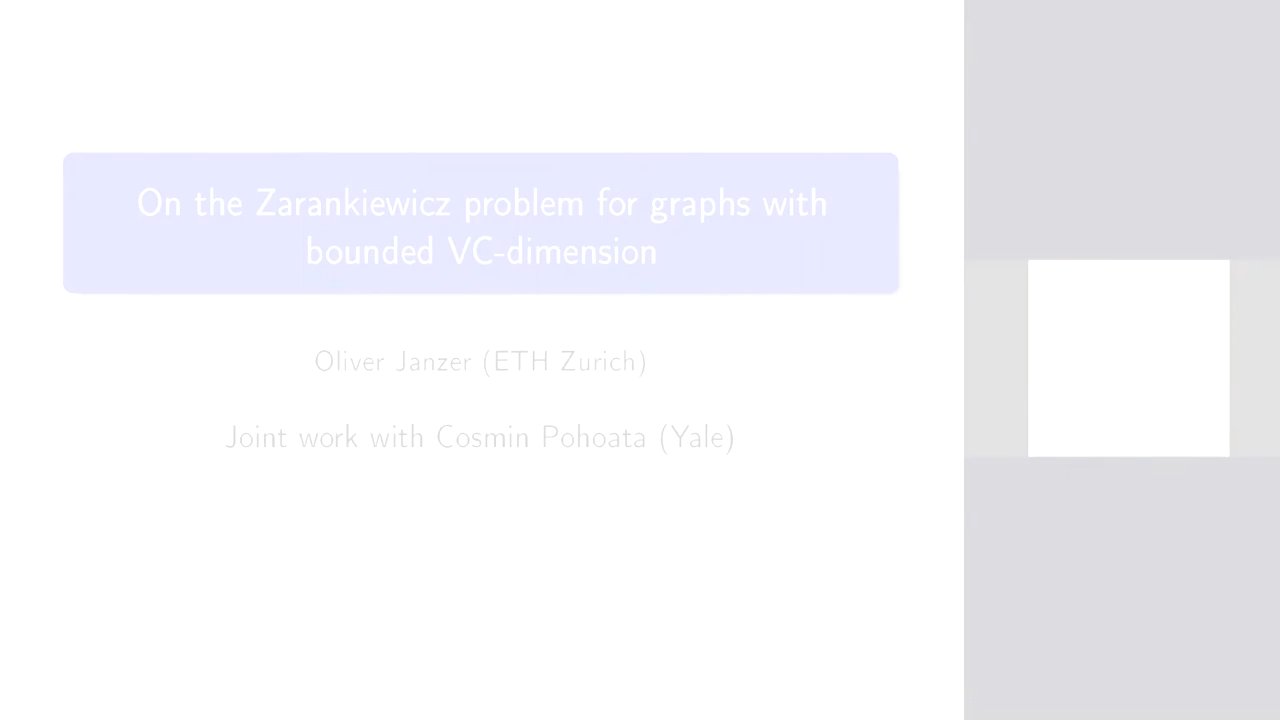 On the Zarankiewicz problem for graphs with
bounded VC-dimension
Oliver Janzer (ETH Zurich)
Joint work with Cosmin Pohoata (Yale)